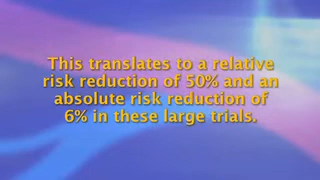 This translates to a relative
risk reduction of 50% and an
absolute risk reduction of
6% in these large trials.